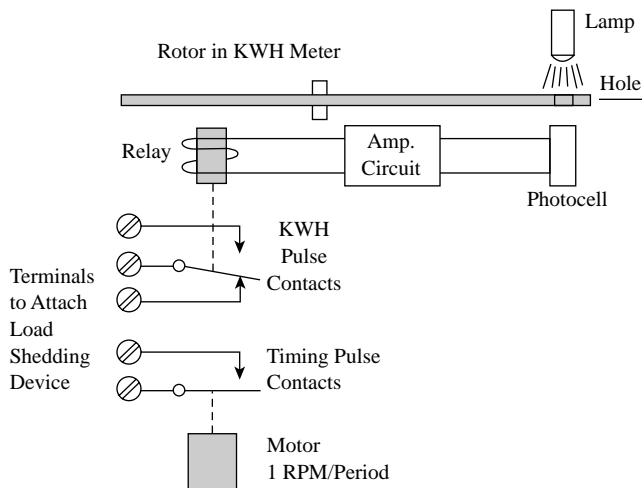 Lamp
Rotor in KWH Meter
Hole
Relay
Amp.
Circuit
Photocell
KWH
Pulse
Contacts
Terminals
to Attach
Load
Shedding
Device
Timing Pulse
Contacts
Motor
1 RPM/Period